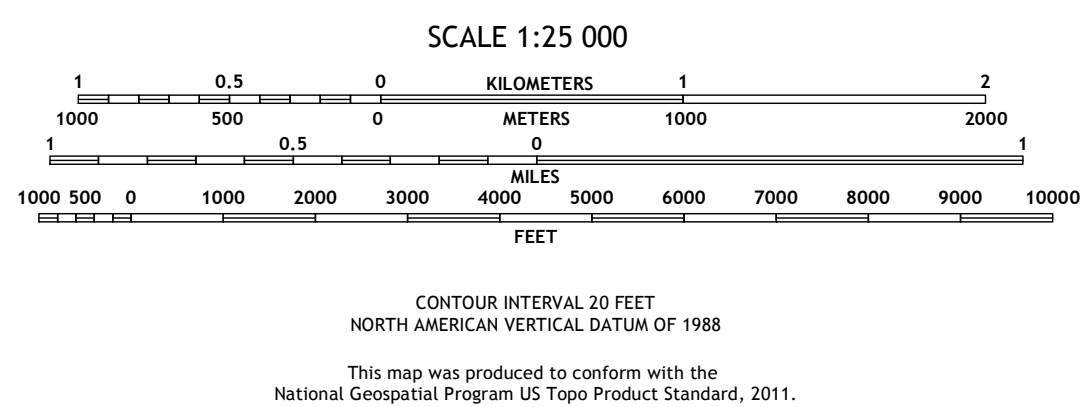 SCALE 1:25 000
1 0.5 0 KILOMETERS 1 2
1000 500 0 METERS 1000 2000
1 0.5 0 1
MILES
1000 500 0 1000 2000 3000 4000 5000 6000 7000 8000 9000 10000
FEET
CONTOUR INTERVAL 20 FEET
NORTH AMERICAN VERTICAL DATUM OF 1988
This map was produced to conform with the
National Geospatial Program US Topo Product Standard, 2011.